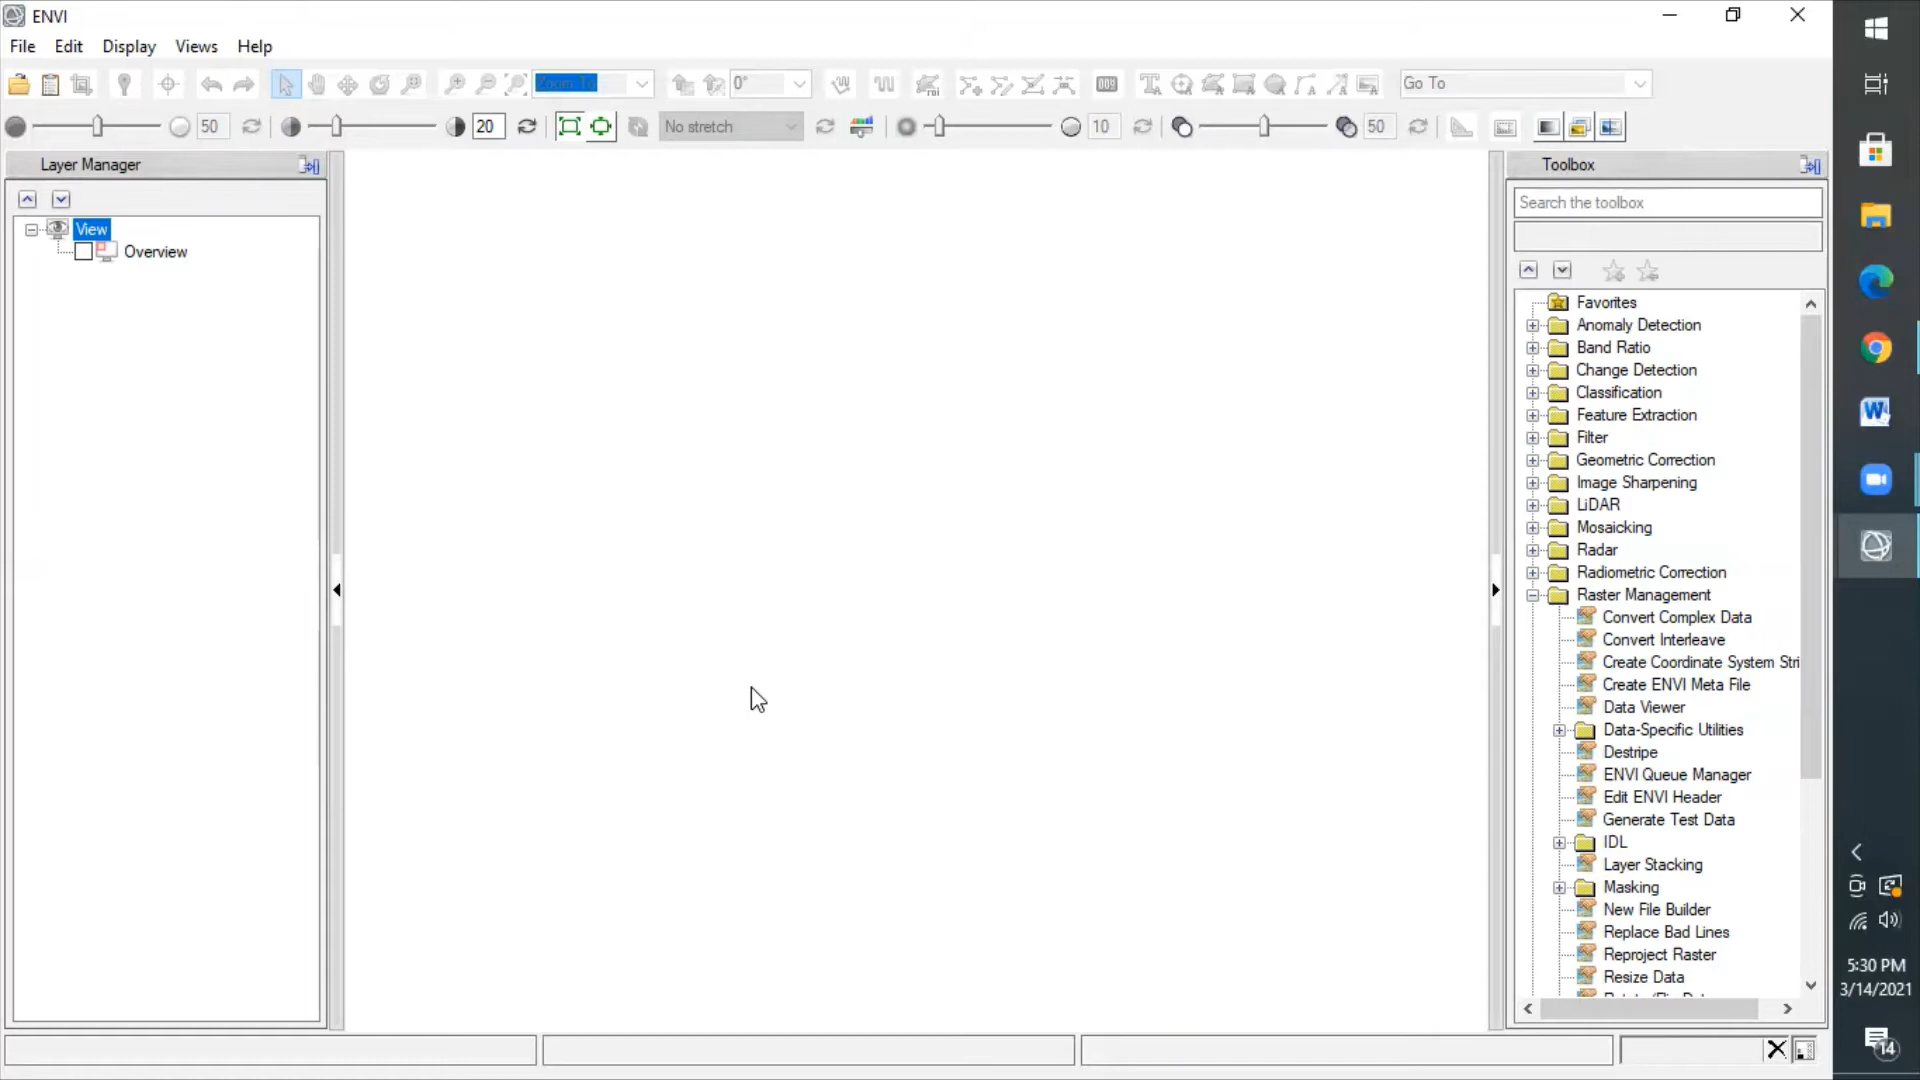 ENVI
File Edit Display Views Help
0° Go To
50 20 No stretch 10 50
Layer Manager
View
Overview
Toolbox
Search the toolbox
Favorites
Anomaly Detection
Band Ratio
Change Detection
Classification
Feature Extraction
Filter
Geometric Correction
Image Sharpening
LiDAR
Mosaicking
Radar
Radiometric Correction
Raster Management
Convert Complex Data
Convert Interleave
Create Coordinate System Stri
Create ENVI Meta File
Data Viewer
Data-Specific Utilities
Destripe
ENVI Queue Manager
Edit ENVI Header
Generate Test Data
IDL
Layer Stacking
Masking
New File Builder
Replace Bad Lines
Reproject Raster
Resize Data
5:30 PM
3/14/2021
14